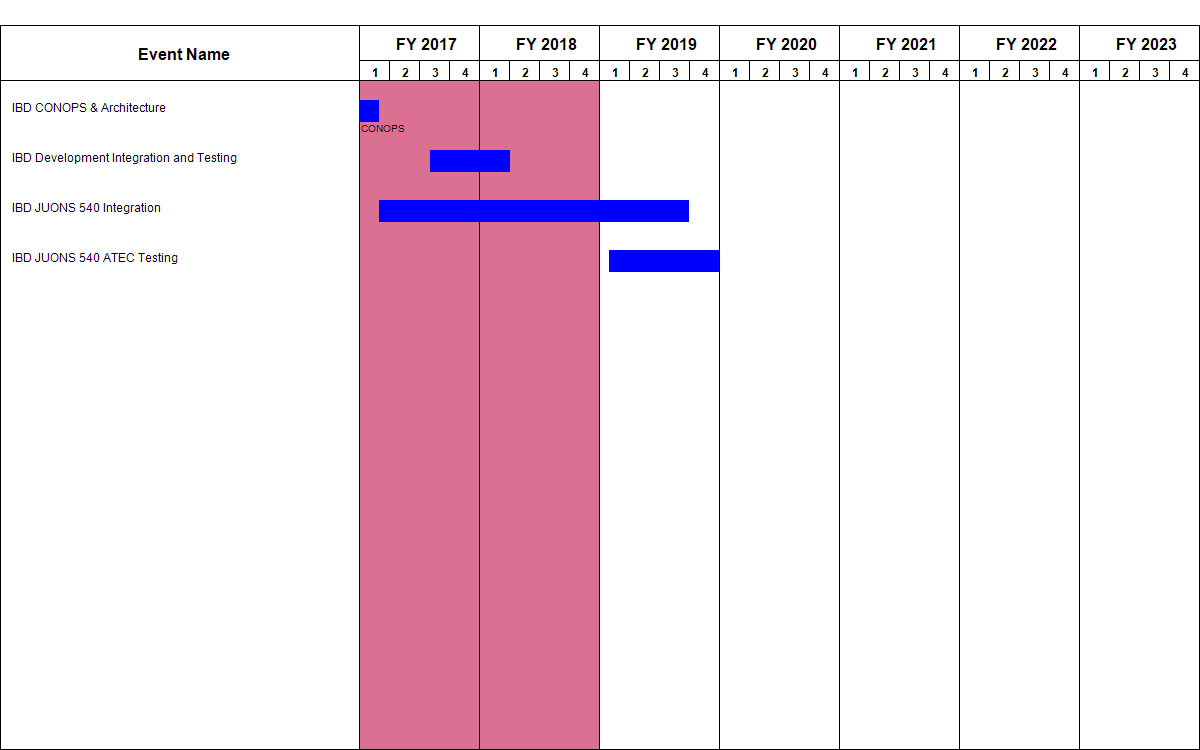 Event Name
FY 2017 FY 2018 FY 2019 FY 2020 FY 2021 FY 2022 FY 2023
1 2 3 4 1 2 3 4 1 2 3 4 1 2 3 4 1 2 3 4 1 2 3 4 1 2 3 4
IBD CONOPS & Architecture
CONOPS
IBD Development Integration and Testing
IBD JUONS 540 Integration
IBD JUONS 540 ATEC Testing